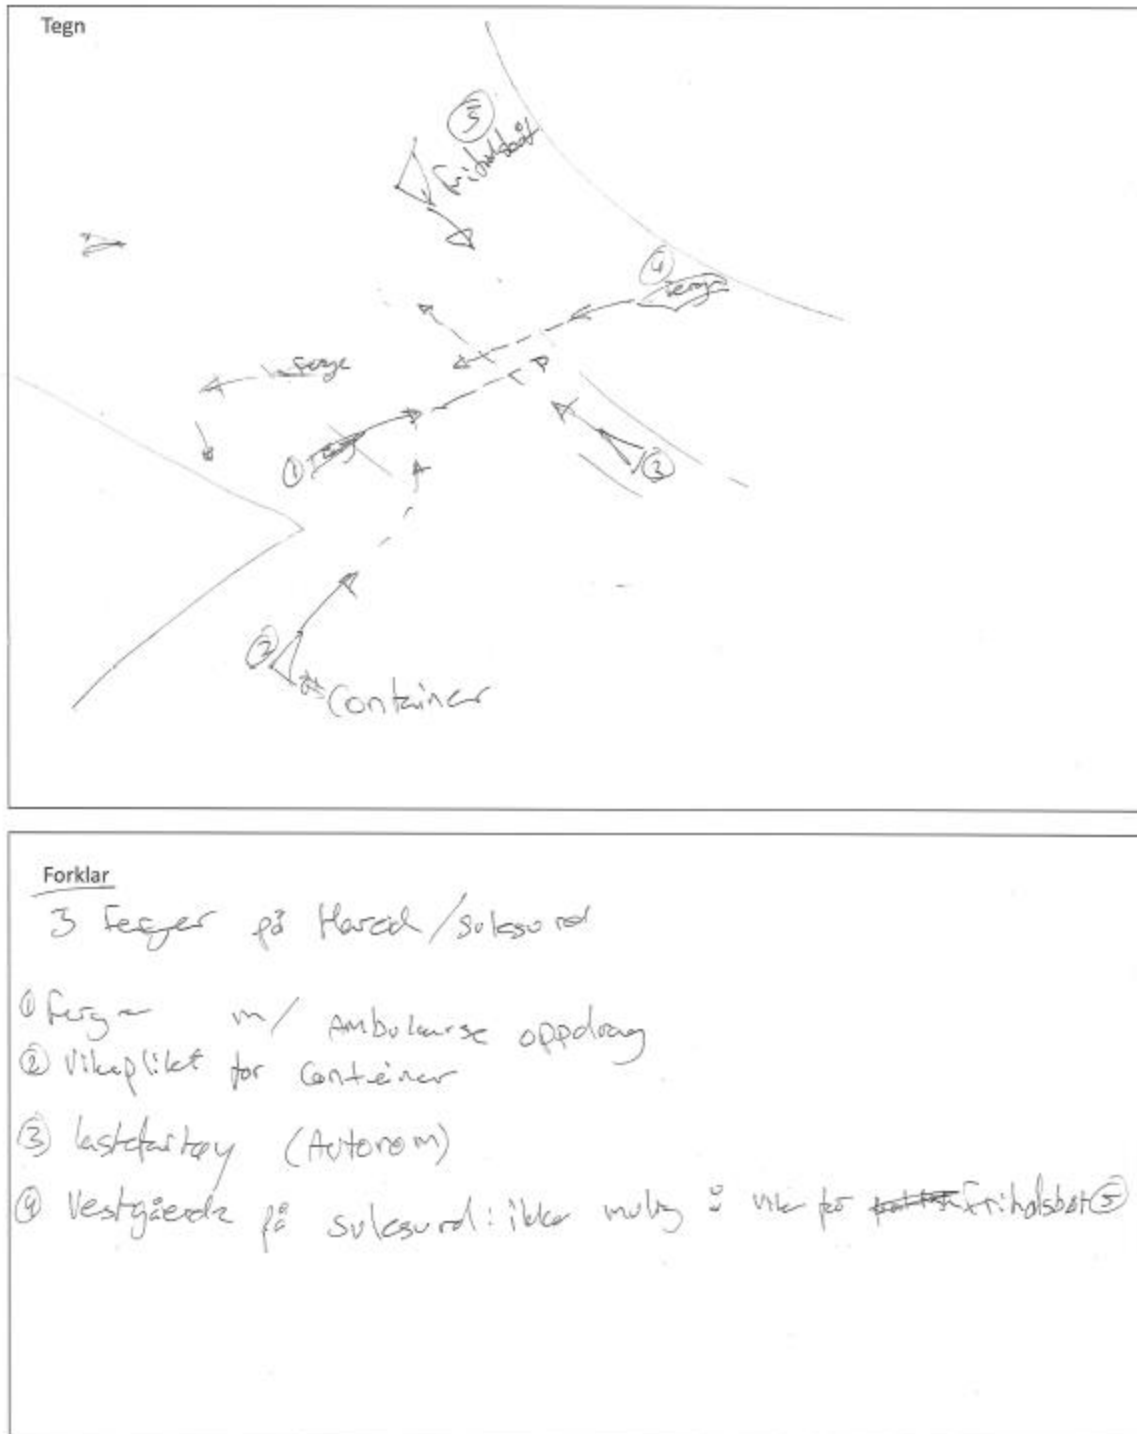 Tegn
⑤
fritidsbåt
④
ferge
ferge
①
③
②
Container
Forklar
3 ferger på Hareid/sulesund
① ferge m/ Ambulanse oppdrag
② Vikeplikt for Container
③ lastefartøy (Autonom)
④ Vestgående på sulesund: ikke mulig å vike for fritidsbåt ⑤